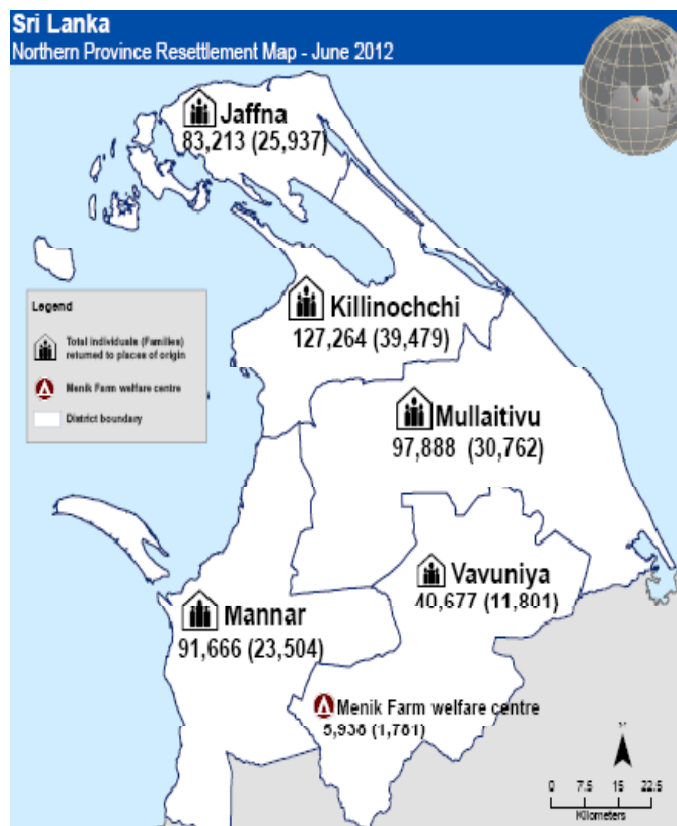 Sri Lanka
Northern Province Resettlement Map - June 2012
Jaffna
83,213 (25,937)
Killinochchi
127,264 (39,479)
Legend
Total individuals (Families)
returned to places of origin
Menik Farm welfare centre
District boundary
Mullaitivu
97,888 (30,762)
Vavuniya
40,677 (11,801)
Mannar
91,666 (23,504)
Menik Farm welfare centre
0 7.5 15 22.5
Kilometers